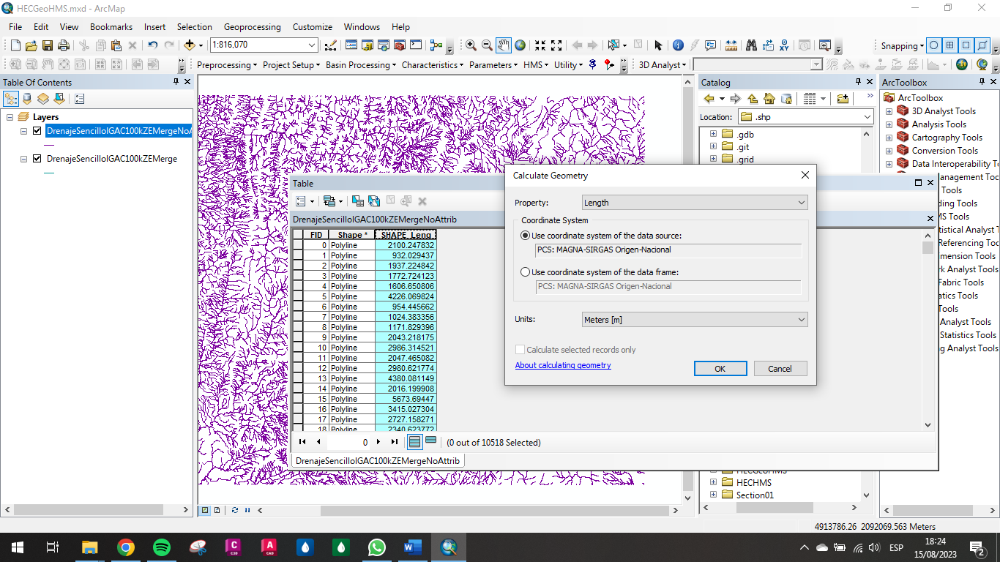 HECGeoHMS.mxd - ArcMap
File Edit View Bookmarks Insert Selection Geoprocessing Customize Windows Help
1:816,070
Snapping
Preprocessing Project Setup Basin Processing Characteristics Parameters HMS Utility 3D Analyst
Table Of Contents
Layers
DrenajeSencilloIGAC100kZEMergeNoA
DrenajeSencilloIGAC100kZEMerge
Table
DrenajeSencilloIGAC100kZEMergeNoAttrib
FID Shape * SHAPE_Leng
0 Polyline 2100.247832
1 Polyline 932.029437
2 Polyline 1937.224842
3 Polyline 1772.724123
4 Polyline 1606.650806
5 Polyline 4226.069824
6 Polyline 954.445662
7 Polyline 1024.383356
8 Polyline 1171.829396
9 Polyline 2043.218175
10 Polyline 2986.314521
11 Polyline 2047.465082
12 Polyline 2980.621774
13 Polyline 4380.081149
14 Polyline 2016.199908
15 Polyline 5673.69447
16 Polyline 3415.027304
17 Polyline 2727.158271
18 Polyline 2340.623772
0 (0 out of 10518 Selected)
DrenajeSencilloIGAC100kZEMergeNoAttrib
Calculate Geometry
Property: Length
Coordinate System
Use coordinate system of the data source:
PCS: MAGNA-SIRGAS Origen-Nacional
Use coordinate system of the data frame:
PCS: MAGNA-SIRGAS Origen-Nacional
Units: Meters [m]
Calculate selected records only
About calculating geometry
OK Cancel
Catalog
Location: .shp
.gdb
.git
.grid
HECGeoHMS
HECHMS
Section01
ArcToolbox
ArcToolbox
3D Analyst Tools
Analysis Tools
Cartography Tools
Conversion Tools
Data Interoperability T
anagement Too
Tools
ding Tools
MS Tools
tistical Analyst T
Referencing Too
mension Tools
rk Analyst Tools
Fabric Tools
atics Tools
Tools
Analyst Tools
Statistics Tools
ng Analyst Tools
4913786.26 2092069.563 Meters
ESP
18:24
15/08/2023
2